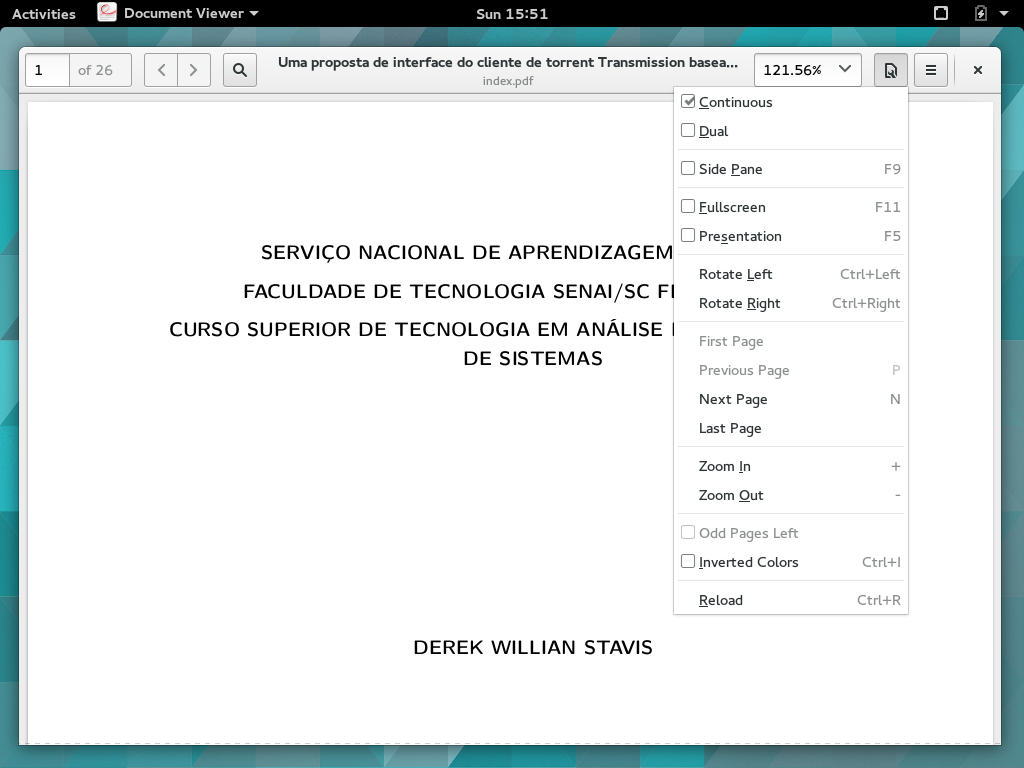 Activities Document Viewer Sun 15:51
1 of 26 Uma proposta de interface do cliente de torrent Transmission basea... 121.56%
index.pdf
SERVIÇO NACIONAL DE APRENDIZAGEM
FACULDADE DE TECNOLOGIA SENAI/SC
CURSO SUPERIOR DE TECNOLOGIA EM ANÁLISE
DE SISTEMAS
DEREK WILLIAN STAVIS
Continuous
Dual
Side Pane F9
Fullscreen F11
Presentation F5
Rotate Left Ctrl+Left
Rotate Right Ctrl+Right
First Page
Previous Page P
Next Page N
Last Page
Zoom In +
Zoom Out -
Odd Pages Left
Inverted Colors Ctrl+I
Reload Ctrl+R